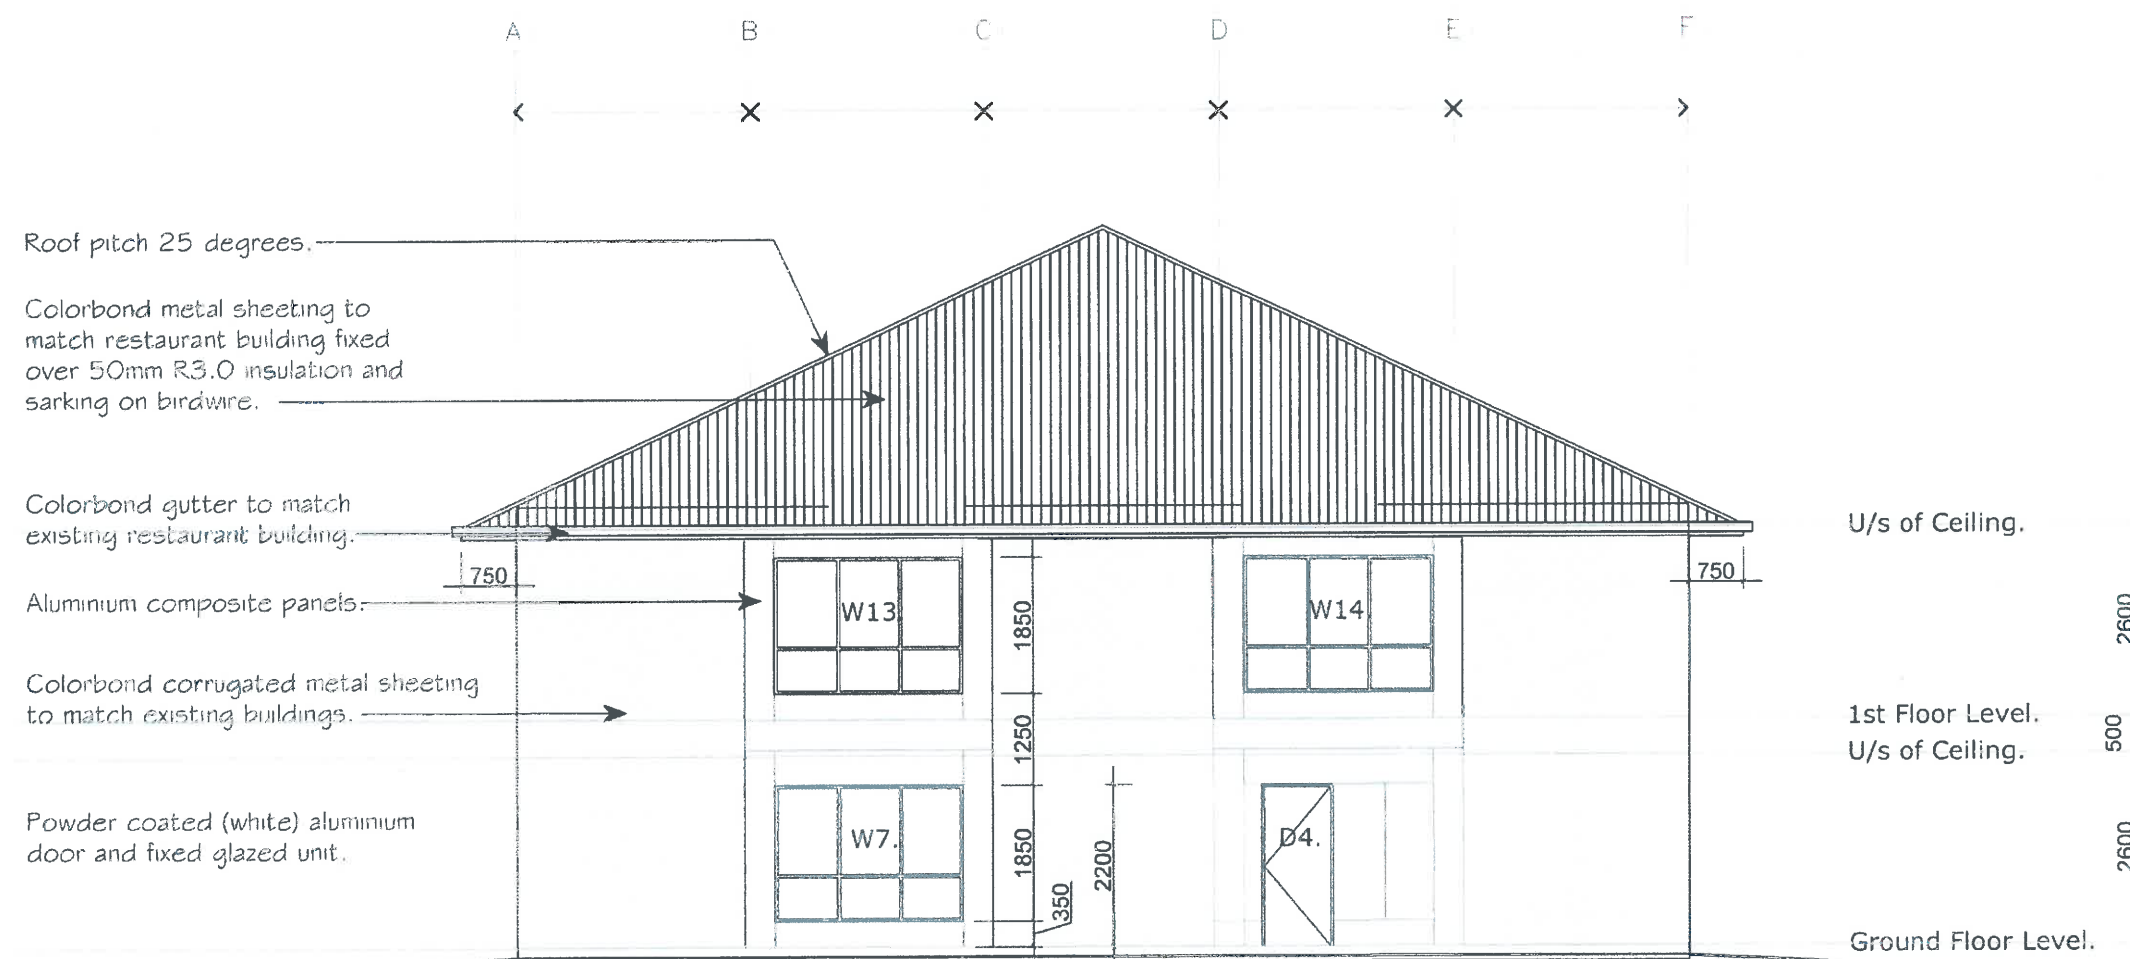 A B C D E F
Roof pitch 25 degrees.
Colorbond metal sheeting to
match restaurant building fixed
over 50mm R3.0 insulation and
sarking on birdwire.
Colorbond gutter to match
existing restaurant building.
U/s of Ceiling.
750
750
Aluminium composite panels.
W13.
1850
W14.
2600
Colorbond corrugated metal sheeting
to match existing buildings.
1250
1st Floor Level.
500
U/s of Ceiling.
Powder coated (white) aluminium
door and fixed glazed unit.
W7.
1850
350
2200
D4.
2600
Ground Floor Level.